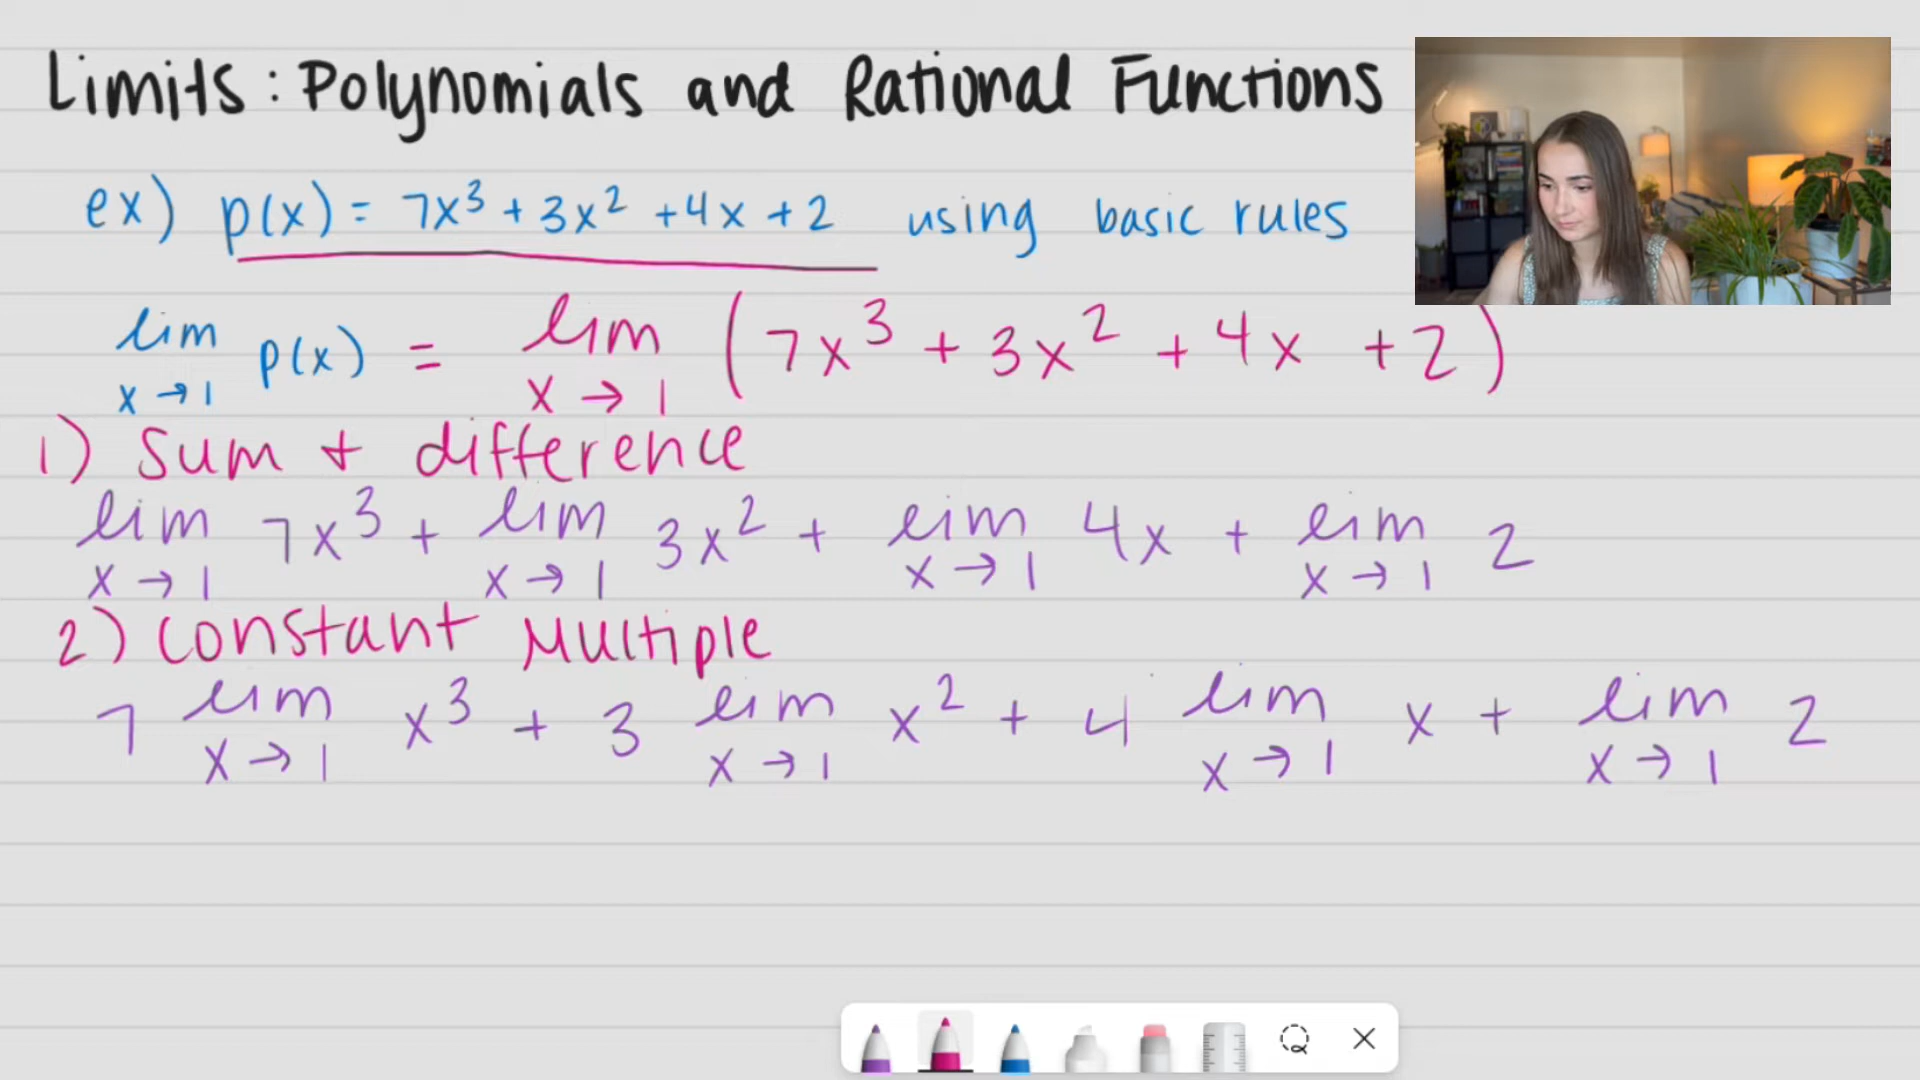 Limits: Polynomials and Rational Functions
ex) p(x) = 7x³ + 3x² + 4x + 2 using basic rules
lim x→1 p(x) = lim x→1 (7x³ + 3x² + 4x + 2)
1) Sum + difference
lim x→1 7x³ + lim x→1 3x² + lim x→1 4x + lim x→1 2
2) Constant Multiple
7 lim x→1 x³ + 3 lim x→1 x² + 4 lim x→1 x + lim x→1 2